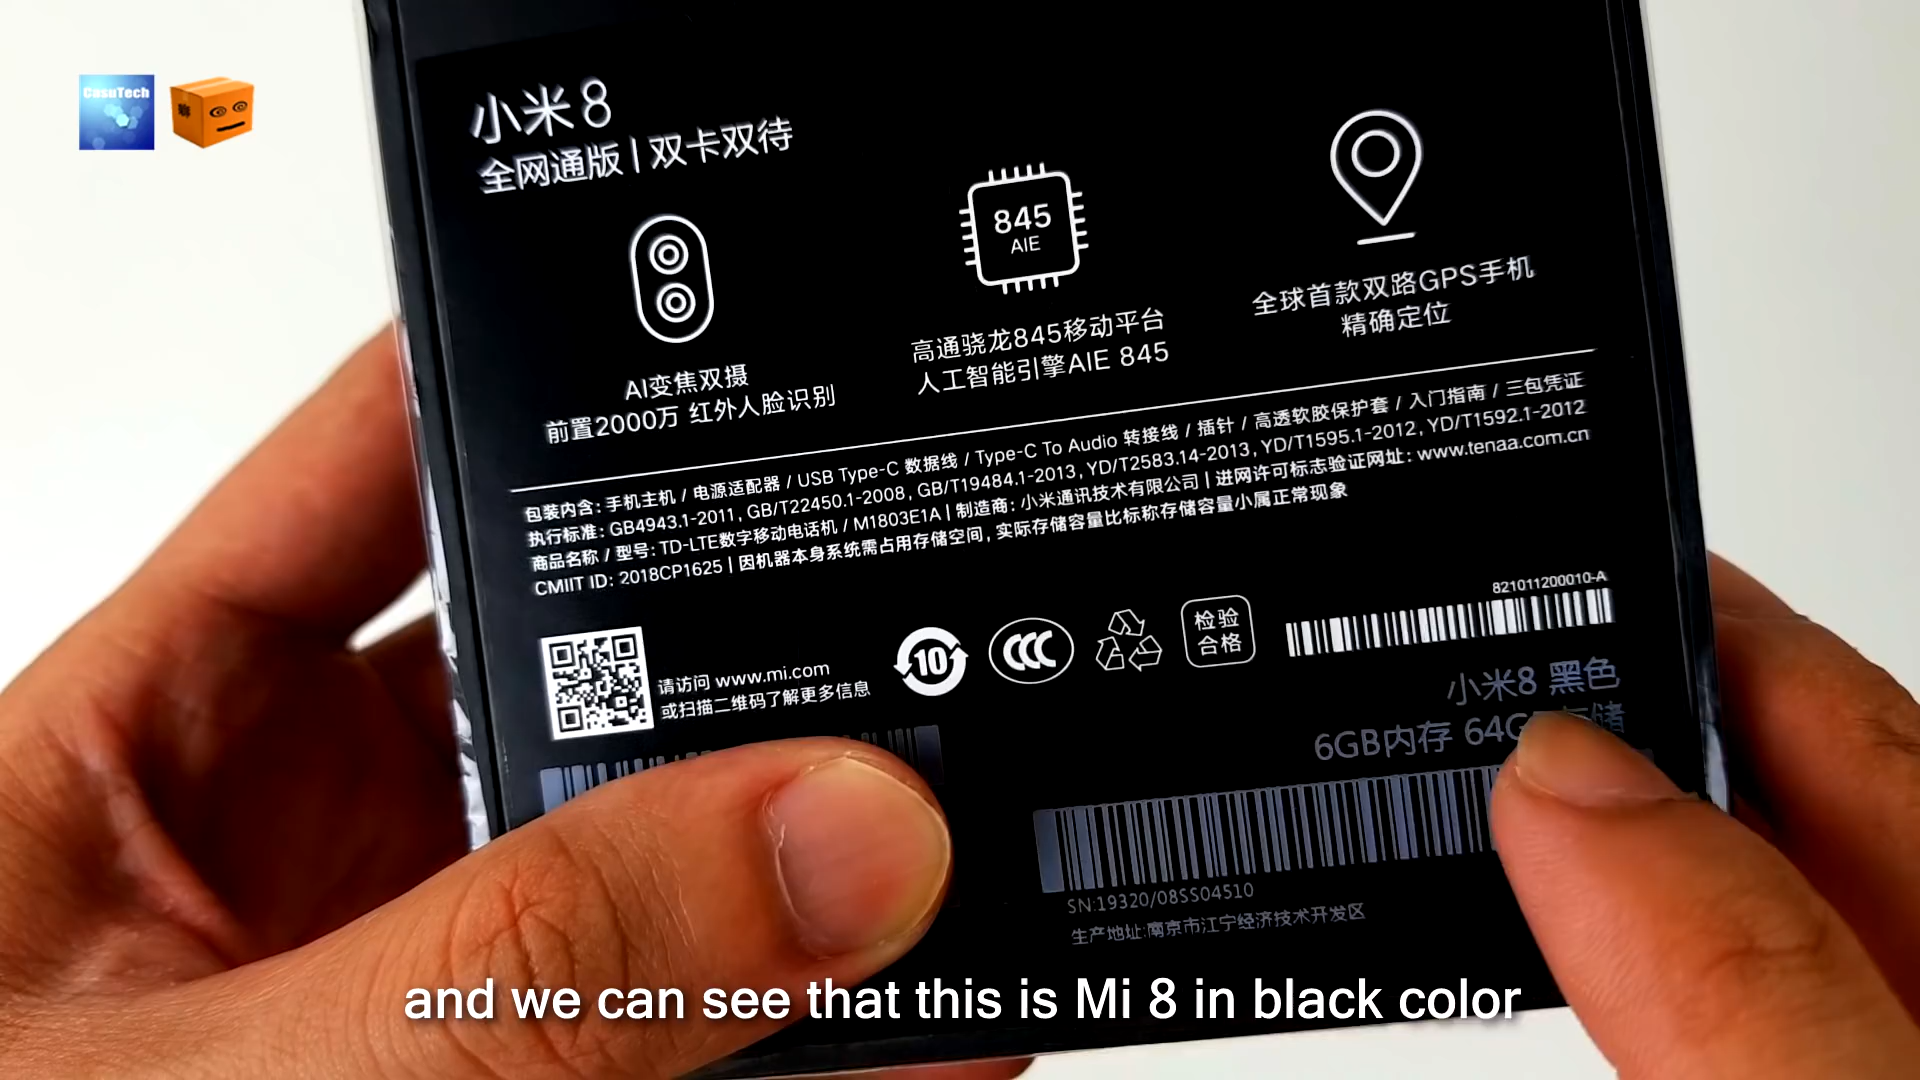 CasuTech
小米8
全网通版 | 双卡双待
845
AIE
AI变焦双摄
前置2000万 红外人脸识别
高通骁龙845移动平台
人工智能引擎AIE 845
全球首款双路GPS手机
精确定位
包装内含: 手机主机 / 电源适配器 / USB Type-C 数据线 / Type-C To Audio 转接线 / 插针 / 高透软胶保护套 / 入门指南 / 三包凭证
执行标准: GB4943.1-2011, GB/T22450.1-2008, GB/T19484.1-2013, YD/T2583.14-2013, YD/T1595.1-2012, YD/T1592.1-2012
商品名称 / 型号: TD-LTE数字移动电话机 / M1803E1A | 制造商: 小米通讯技术有限公司 | 进网许可标志验证网址: www.tenaa.com.cn
CMIIT ID: 2018CP1625 | 因机器本身系统需占用存储空间, 实际存储容量比标称存储容量小属正常现象
821011200010-A
请访问 www.mi.com
或扫描二维码了解更多信息
10
CCC
检验
合格
小米8 黑色
6GB内存 64G 存储
SN:19320/08SS04510
生产地址:南京市江宁经济技术开发区
and we can see that this is Mi 8 in black color